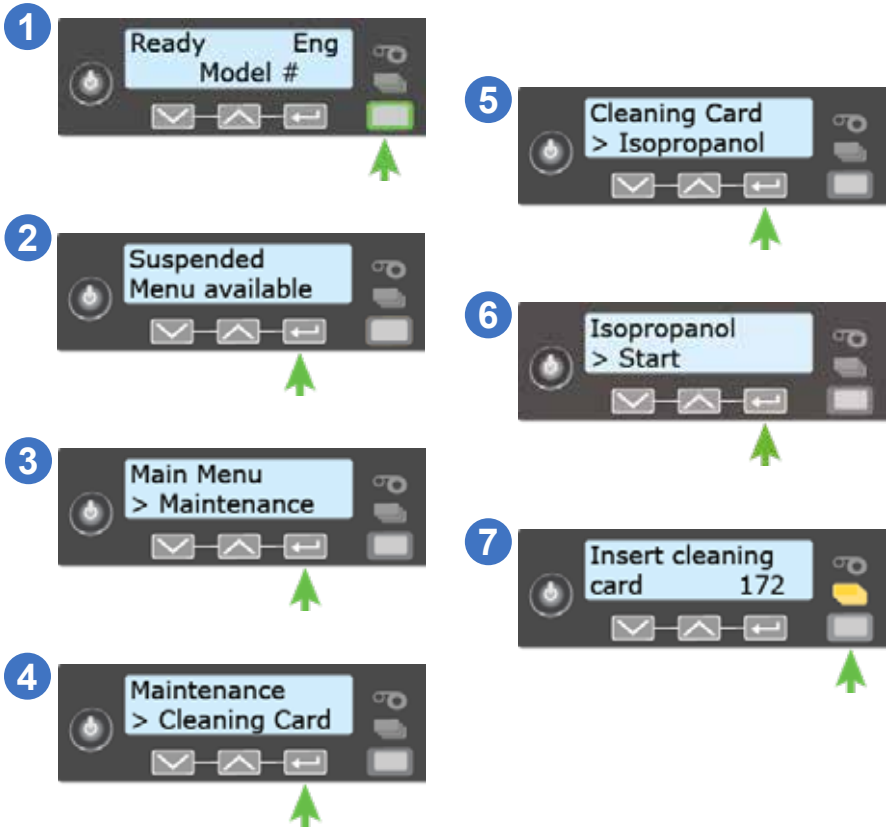 1
Ready Eng
Model #
2
Suspended
Menu available
3
Main Menu
> Maintenance
4
Maintenance
> Cleaning Card
5
Cleaning Card
> Isopropanol
6
Isopropanol
> Start
7
Insert cleaning
card 172